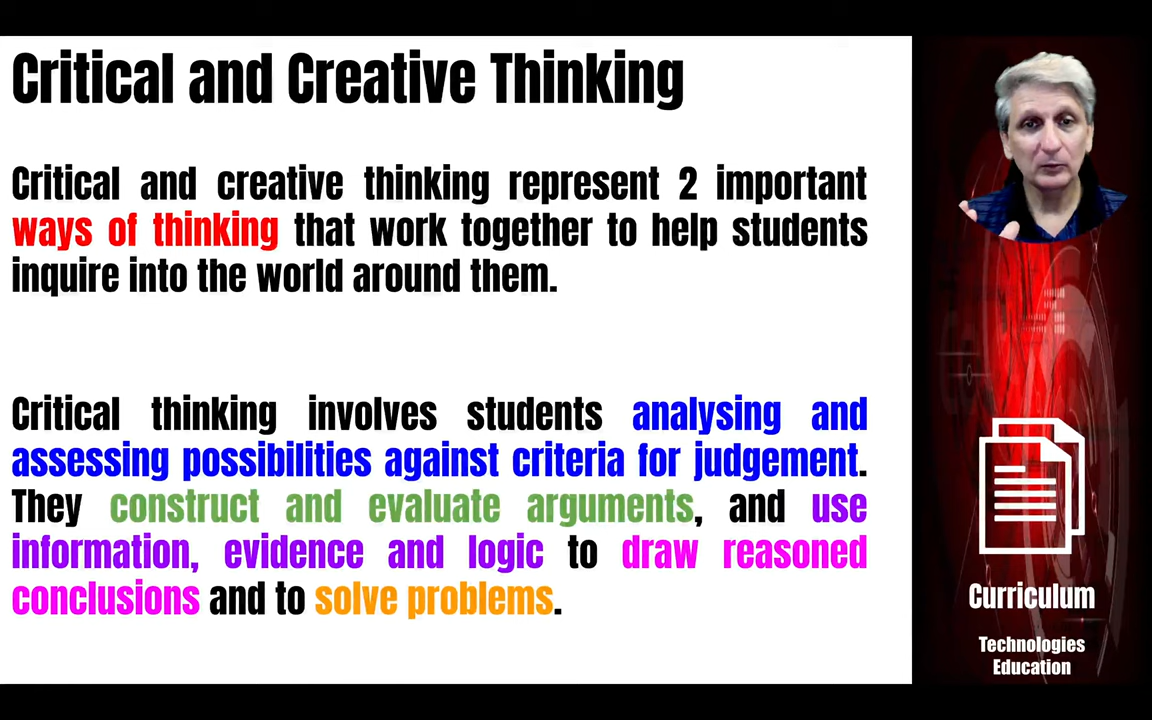 Critical and Creative Thinking
Critical and creative thinking represent 2 important
ways of thinking that work together to help students
inquire into the world around them.
Critical thinking involves students analysing and
assessing possibilities against criteria for judgement.
They construct and evaluate arguments, and use
information, evidence and logic to draw reasoned
conclusions and to solve problems.
Curriculum
Technologies
Education